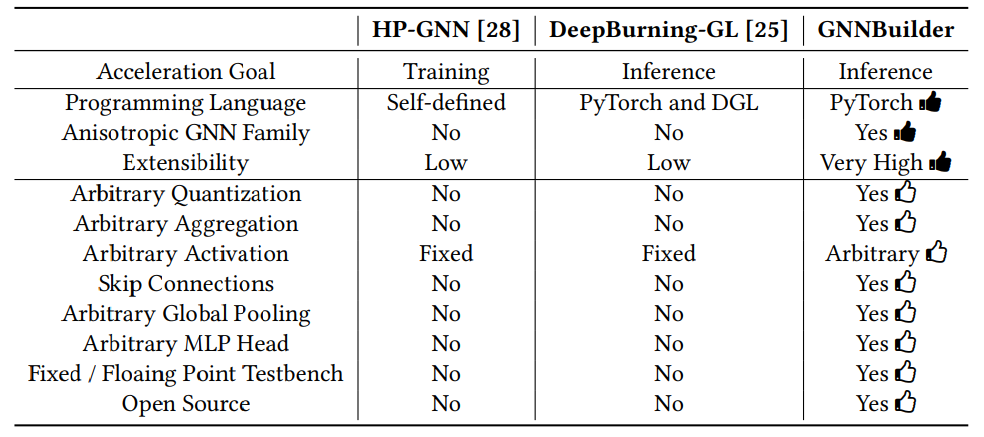 HP-GNN [28] DeepBurning-GL [25] GNNBuilder
Acceleration Goal Training Inference Inference
Programming Language Self-defined PyTorch and DGL PyTorch
Anisotropic GNN Family No No Yes
Extensibility Low Low Very High
Arbitrary Quantization No No Yes
Arbitrary Aggregation No No Yes
Arbitrary Activation Fixed Fixed Arbitrary
Skip Connections No No Yes
Arbitrary Global Pooling No No Yes
Arbitrary MLP Head No No Yes
Fixed / Floaing Point Testbench No No Yes
Open Source No No Yes